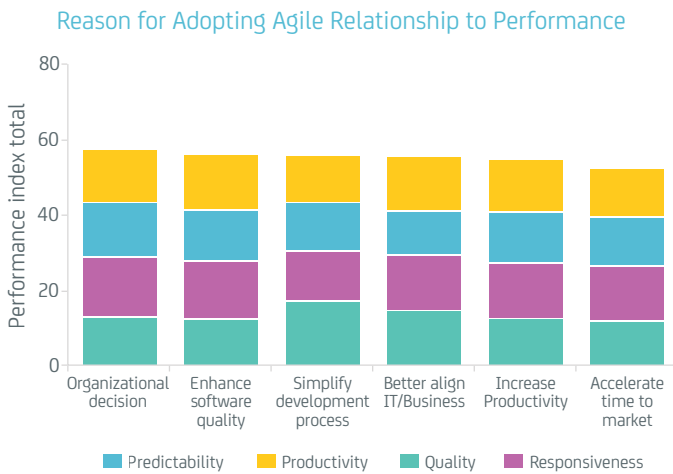 Reason for Adopting Agile Relationship to Performance
Performance index total
80
60
40
20
0
Organizational decision
Enhance software quality
Simplify development process
Better align IT/Business
Increase Productivity
Accelerate time to market
Predictability
Productivity
Quality
Responsiveness